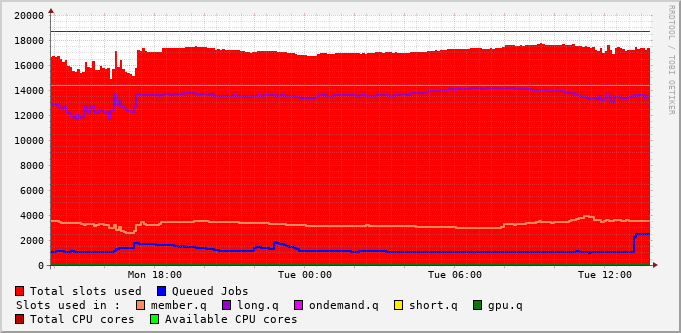 RRDTOOL / TOBI OETIKER
20000
18000
16000
14000
12000
10000
8000
6000
4000
2000
0
Mon 18:00 Tue 00:00 Tue 06:00 Tue 12:00
Total slots used Queued Jobs
Slots used in : member.q long.q ondemand.q short.q gpu.q
Total CPU cores Available CPU cores